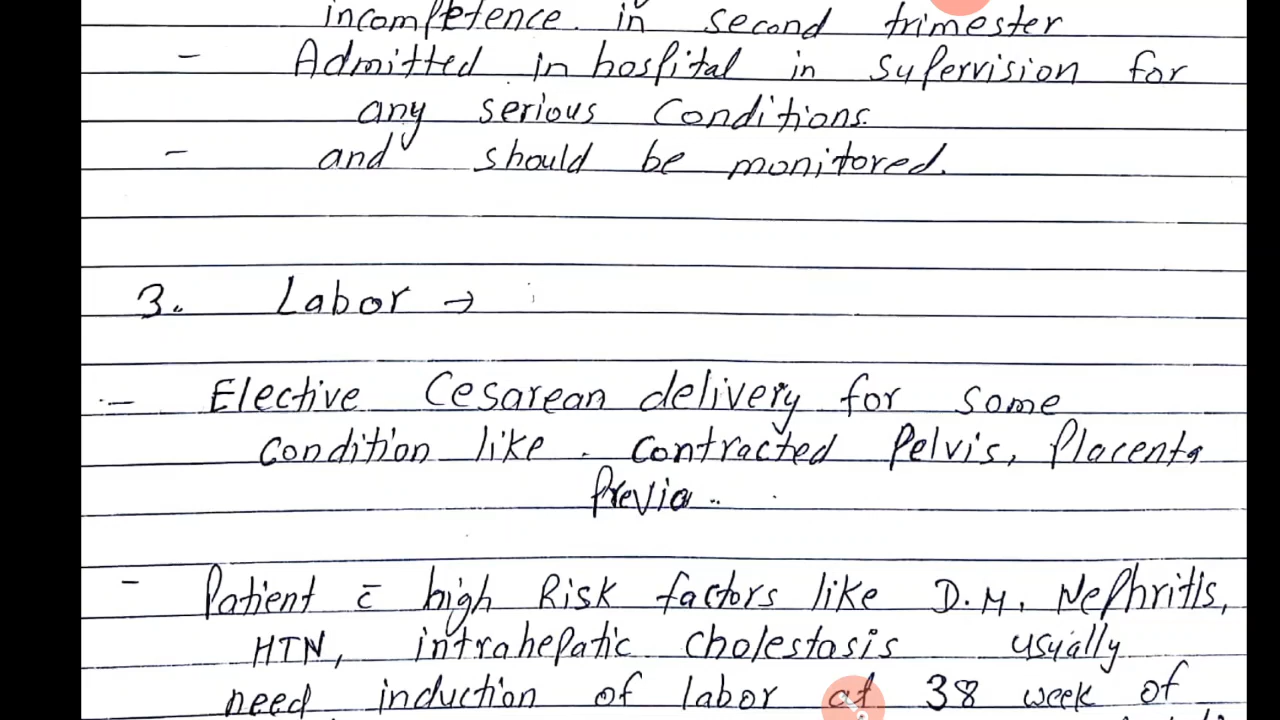 incompetence. in second trimester
- Admitted in hospital in supervision for
any serious Conditions.
- and should be monitored.
3. Labor →
- Elective Cesarean delivery for some
condition like . contracted Pelvis, Placenta
Previa ..
- Patient c̄ high Risk factors like D.M. Nephritis,
HTN, intrahepatic cholestasis usually
need induction of labor at 38 week of